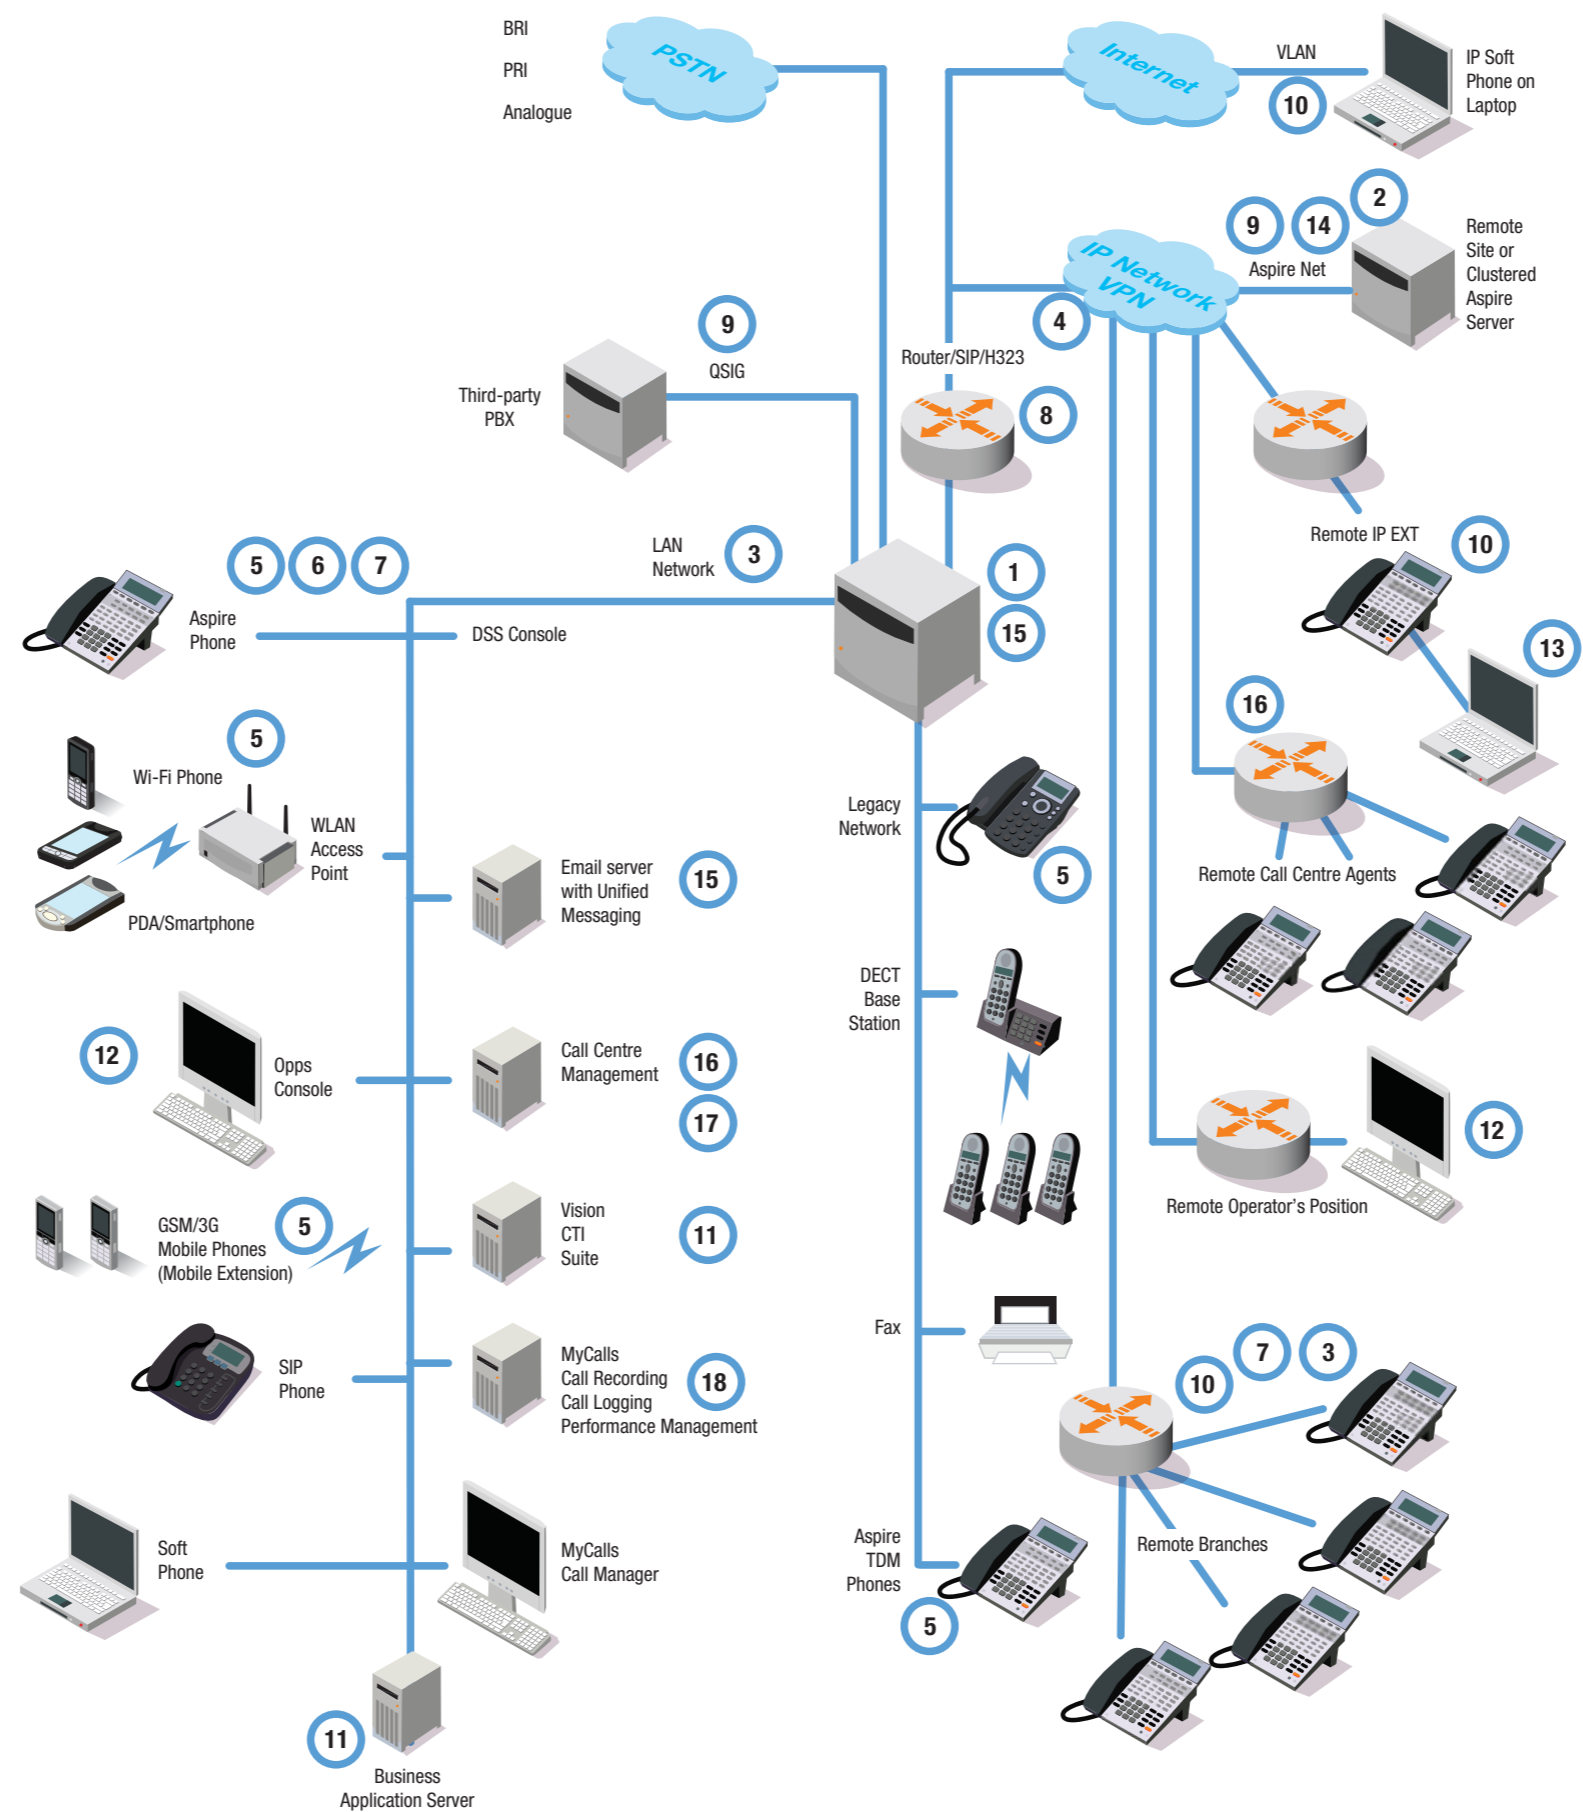 BRI
PRI
Analogue
PSTN
Internet
VLAN
10
IP Soft
Phone on
Laptop
2
9
14
Aspire Net
Remote
Site or
Clustered
Aspire
Server
IP Network
VPN
4
9
QSIG
Third-party
PBX
Router/SIP/H323
8
Remote IP EXT
10
13
LAN
Network
3
1
15
5
6
7
Aspire
Phone
DSS Console
16
Remote Call Centre Agents
5
Wi-Fi Phone
WLAN
Access
Point
PDA/Smartphone
Email server
with Unified
Messaging
15
Legacy
Network
5
DECT
Base
Station
12
Opps
Console
Call Centre
Management
16
17
12
Remote Operator's Position
GSM/3G
Mobile Phones
(Mobile Extension)
5
Vision
CTI
Suite
11
SIP
Phone
MyCalls
Call Recording
Call Logging
Performance Management
18
Fax
10
7
3
Remote Branches
Soft
Phone
MyCalls
Call Manager
Aspire
TDM
Phones
5
11
Business
Application Server